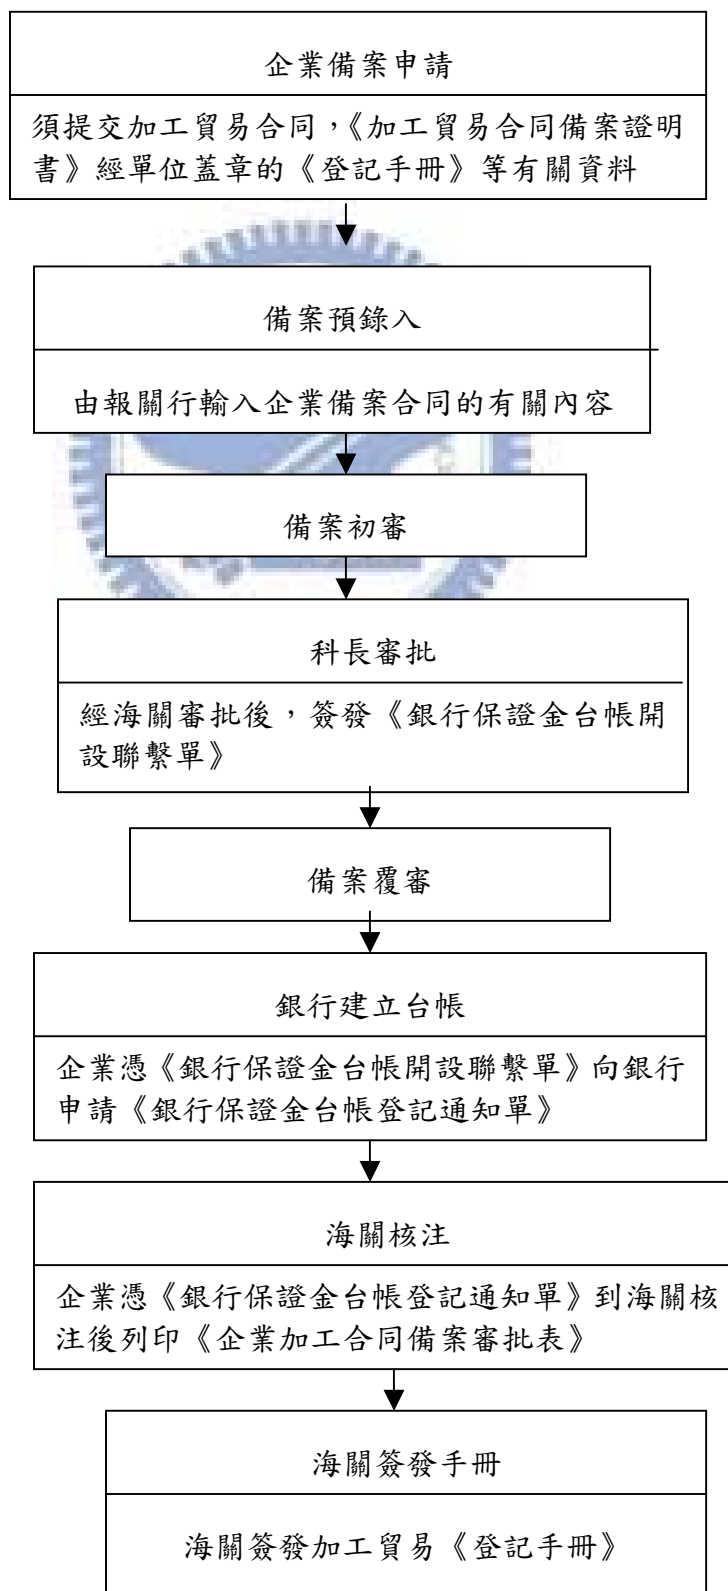 企業備案申請
須提交加工貿易合同，《加工貿易合同備案證明
書》經單位蓋章的《登記手冊》等有關資料
備案預錄入
由報關行輸入企業備案合同的有關內容
備案初審
科長審批
經海關審批後，簽發《銀行保證金台帳開
設聯繫單》
備案覆審
銀行建立台帳
企業憑《銀行保證金台帳開設聯繫單》向銀行
申請《銀行保證金台帳登記通知單》
海關核注
企業憑《銀行保證金台帳登記通知單》到海關核
注後列印《企業加工合同備案審批表》
海關簽發手冊
海關簽發加工貿易《登記手冊》